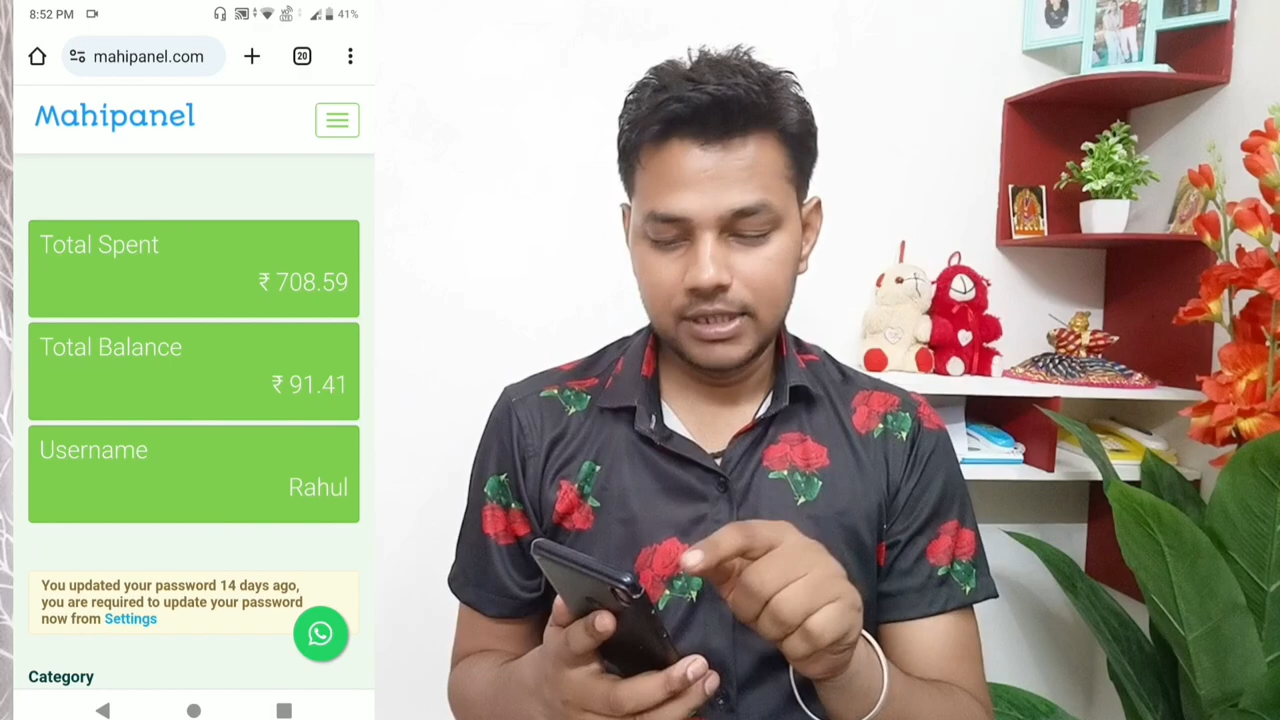 8:52 PM
41%
mahipanel.com
20
Mahipanel
Total Spent
₹ 708.59
Total Balance
₹ 91.41
Username
Rahul
You updated your password 14 days ago,
you are required to update your password
now from Settings
Category